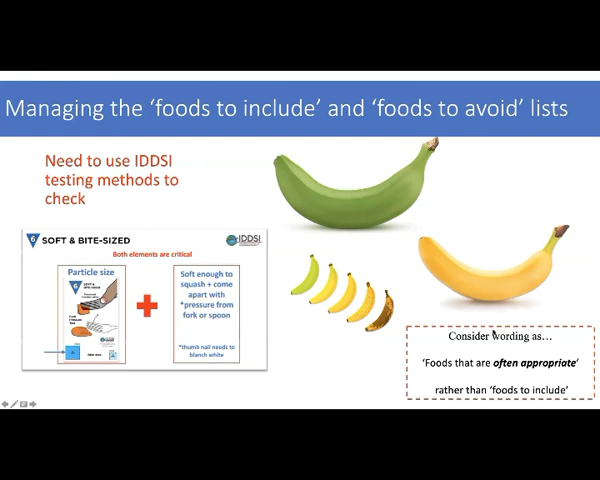 Managing the ‘foods to include’ and ‘foods to avoid’ lists
Need to use IDDSI
testing methods to
check
6 SOFT & BITE-SIZED
IDDSI
Both elements are critical
Particle size
6
Soft enough to
squash + come
apart with
*pressure from
fork or spoon
*thumb nail needs to
blanch white
Consider wording as…
‘Foods that are often appropriate’
rather than ‘foods to include’